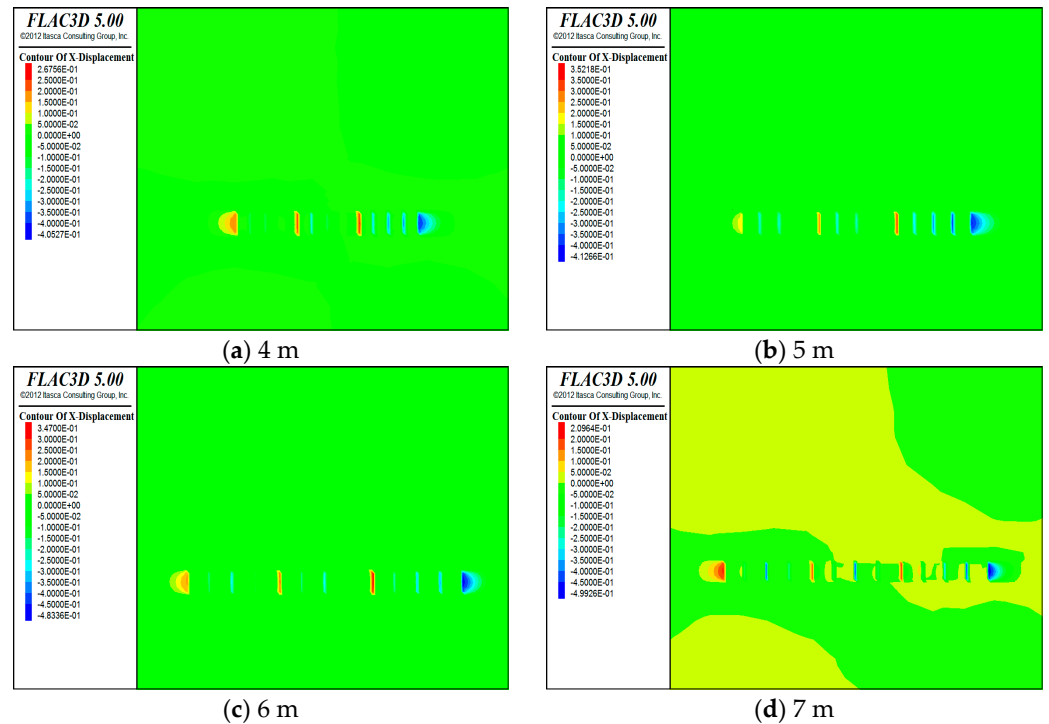 FLAC3D 5.00
©2012 Itasca Consulting Group, Inc.
Contour Of X-Displacement
2.6756E-01
2.5000E-01
2.0000E-01
1.5000E-01
1.0000E-01
5.0000E-02
0.0000E+00
-5.0000E-02
-1.0000E-01
-1.5000E-01
-2.0000E-01
-2.5000E-01
-3.0000E-01
-3.5000E-01
-4.0000E-01
-4.0527E-01
(a) 4 m
FLAC3D 5.00
©2012 Itasca Consulting Group, Inc.
Contour Of X-Displacement
3.5218E-01
3.5000E-01
3.0000E-01
2.5000E-01
2.0000E-01
1.5000E-01
1.0000E-01
5.0000E-02
0.0000E+00
-5.0000E-02
-1.0000E-01
-1.5000E-01
-2.0000E-01
-2.5000E-01
-3.0000E-01
-3.5000E-01
-4.0000E-01
-4.1266E-01
(b) 5 m
FLAC3D 5.00
©2012 Itasca Consulting Group, Inc.
Contour Of X-Displacement
3.4700E-01
3.0000E-01
2.5000E-01
2.0000E-01
1.5000E-01
1.0000E-01
5.0000E-02
0.0000E+00
-5.0000E-02
-1.0000E-01
-1.5000E-01
-2.0000E-01
-2.5000E-01
-3.0000E-01
-3.5000E-01
-4.0000E-01
-4.5000E-01
-4.8336E-01
(c) 6 m
FLAC3D 5.00
©2012 Itasca Consulting Group, Inc.
Contour Of X-Displacement
2.0964E-01
2.0000E-01
1.5000E-01
1.0000E-01
5.0000E-02
0.0000E+00
-5.0000E-02
-1.0000E-01
-1.5000E-01
-2.0000E-01
-2.5000E-01
-3.0000E-01
-3.5000E-01
-4.0000E-01
-4.5000E-01
-4.9926E-01
(d) 7 m